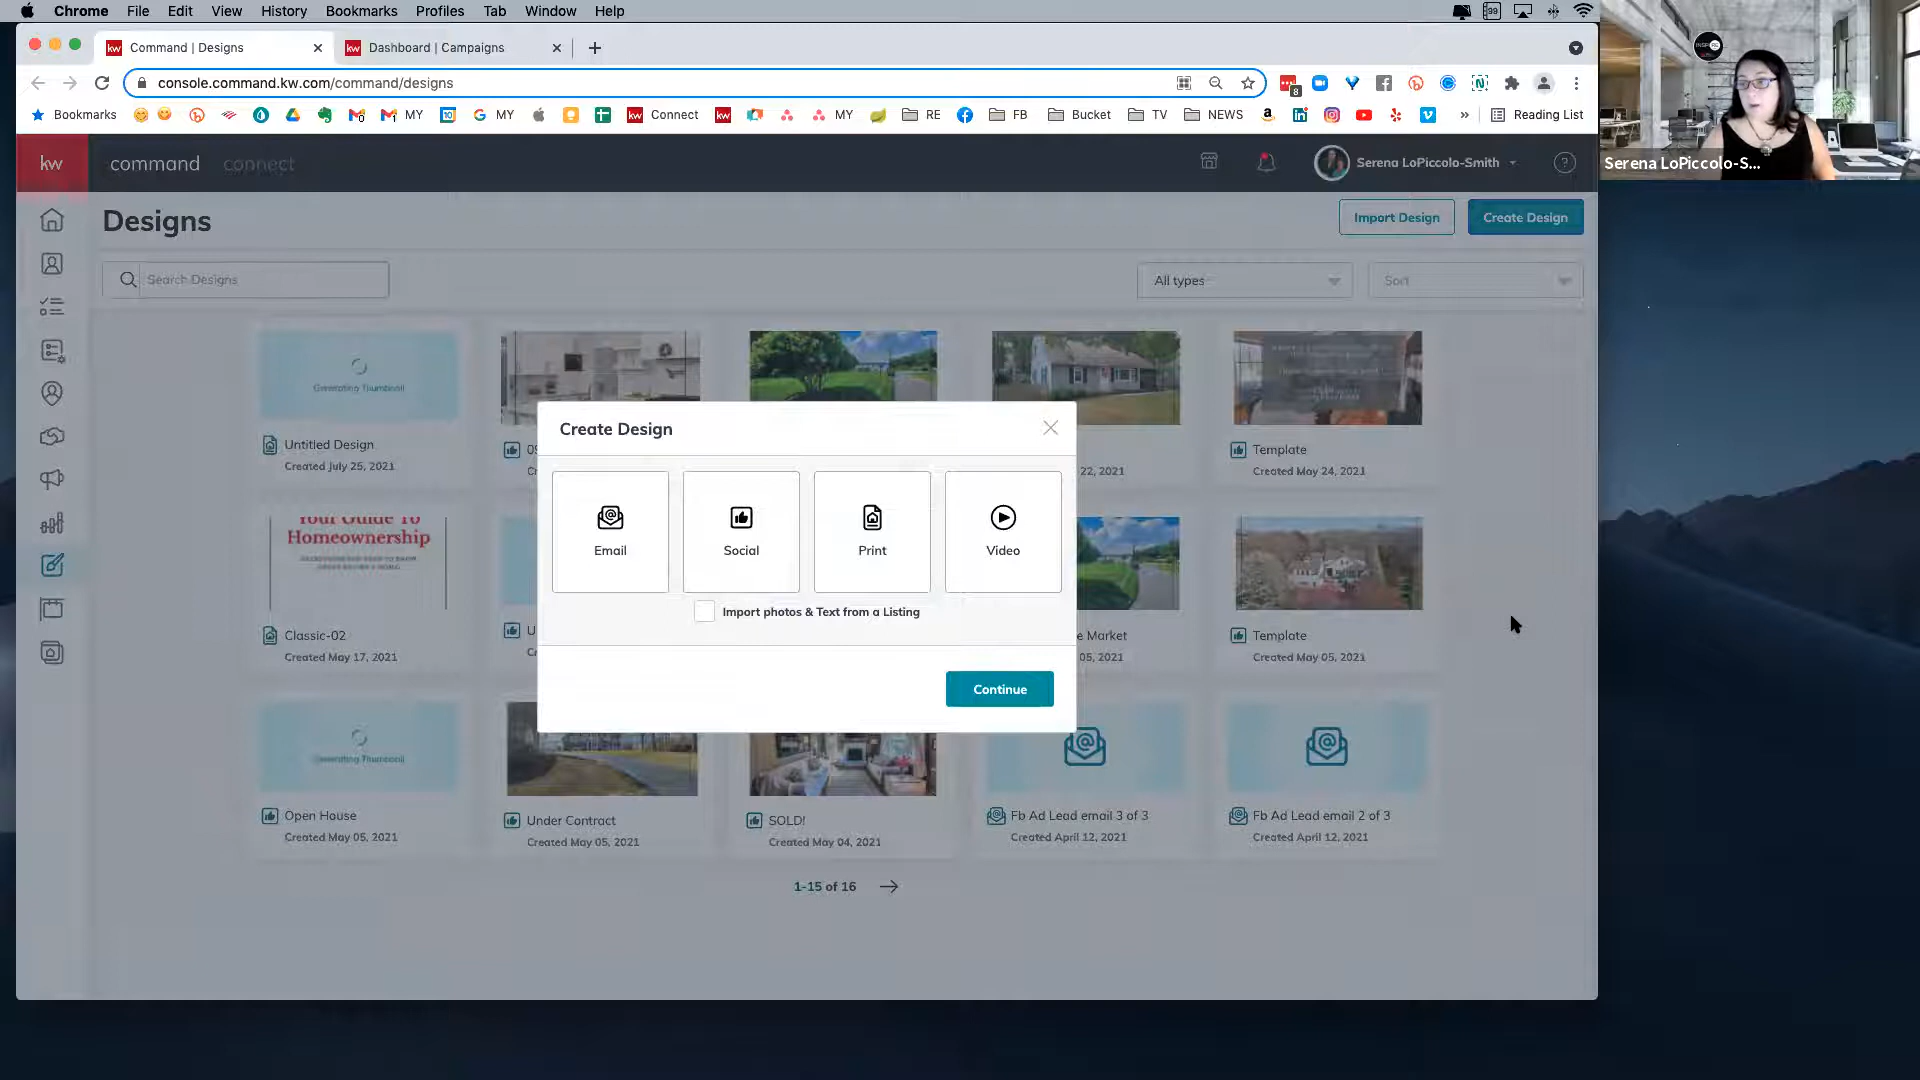 Chrome File Edit View History Bookmarks Profiles Tab Window Help
Command | Designs
Dashboard | Campaigns
console.command.kw.com/command/designs
Bookmarks MY MY Connect MY RE FB Bucket TV NEWS Reading List
kw command connect
Serena LoPiccolo-Smith
Serena LoPiccolo-S...
Designs
Import Design
Create Design
Search Designs
All types
Sort
Generating Thumbnail
Untitled Design
Created July 25, 2021
22, 2021
Template
Created May 24, 2021
Create Design
Email
Social
Print
Video
Import photos & Text from a Listing
Continue
Your Guide To
Homeownership
Classic-02
Created May 17, 2021
e Market
05, 2021
Template
Created May 05, 2021
Generating Thumbnail
Open House
Created May 05, 2021
Under Contract
Created May 05, 2021
SOLD!
Created May 04, 2021
Fb Ad Lead email 3 of 3
Created April 12, 2021
Fb Ad Lead email 2 of 3
Created April 12, 2021
1-15 of 16